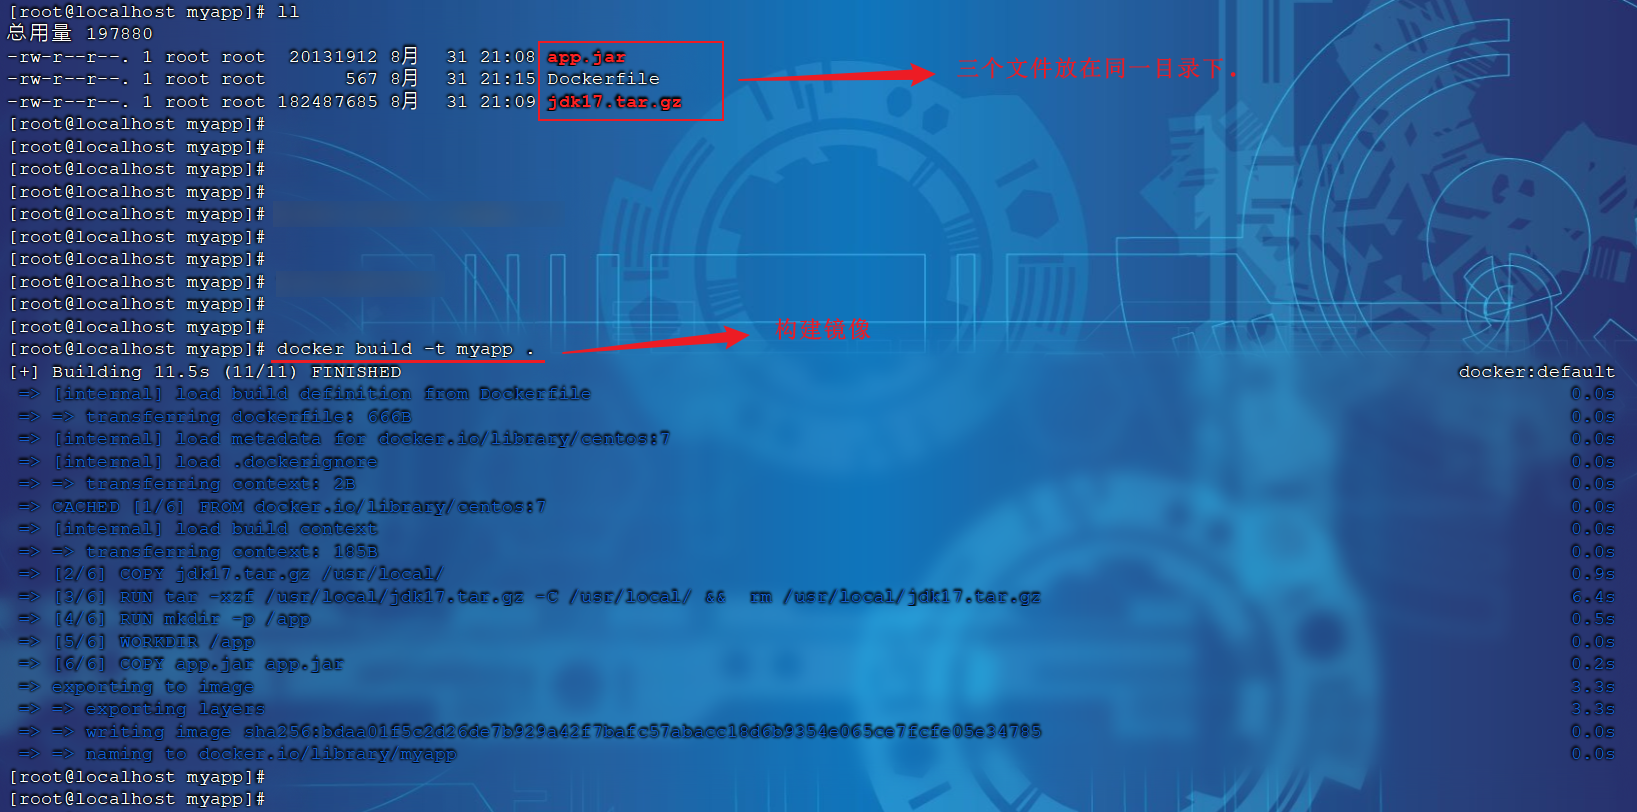 [root@localhost myapp]# ll
总用量 197880
-rw-r--r--. 1 root root  20131912 8月  31 21:08 app.jar
-rw-r--r--. 1 root root       567 8月  31 21:15 Dockerfile
三个文件放在同一目录下.
-rw-r--r--. 1 root root 182487685 8月  31 21:09 jdk17.tar.gz
[root@localhost myapp]#
[root@localhost myapp]#
[root@localhost myapp]#
[root@localhost myapp]#
[root@localhost myapp]#
[root@localhost myapp]#
[root@localhost myapp]#
[root@localhost myapp]#
[root@localhost myapp]#
[root@localhost myapp]#
构建镜像
[root@localhost myapp]# docker build -t myapp .
[+] Building 11.5s (11/11) FINISHED docker:default
=> [internal] load build definition from Dockerfile 0.0s
=> => transferring dockerfile: 666B 0.0s
=> [internal] load metadata for docker.io/library/centos:7 0.0s
=> [internal] load .dockerignore 0.0s
=> => transferring context: 2B 0.0s
=> CACHED [1/6] FROM docker.io/library/centos:7 0.0s
=> [internal] load build context 0.0s
=> => transferring context: 185B 0.0s
=> [2/6] COPY jdk17.tar.gz /usr/local/ 0.9s
=> [3/6] RUN tar -xzf /usr/local/jdk17.tar.gz -C /usr/local/ &&  rm /usr/local/jdk17.tar.gz 6.4s
=> [4/6] RUN mkdir -p /app 0.5s
=> [5/6] WORKDIR /app 0.0s
=> [6/6] COPY app.jar app.jar 0.2s
=> exporting to image 3.3s
=> => exporting layers 3.3s
=> => writing image sha256:bdaa01f5c2d26de7b929a42f7bafc57abacc18d6b9354e065ce7fcfe05e34785 0.0s
=> => naming to docker.io/library/myapp 0.0s
[root@localhost myapp]#
[root@localhost myapp]#